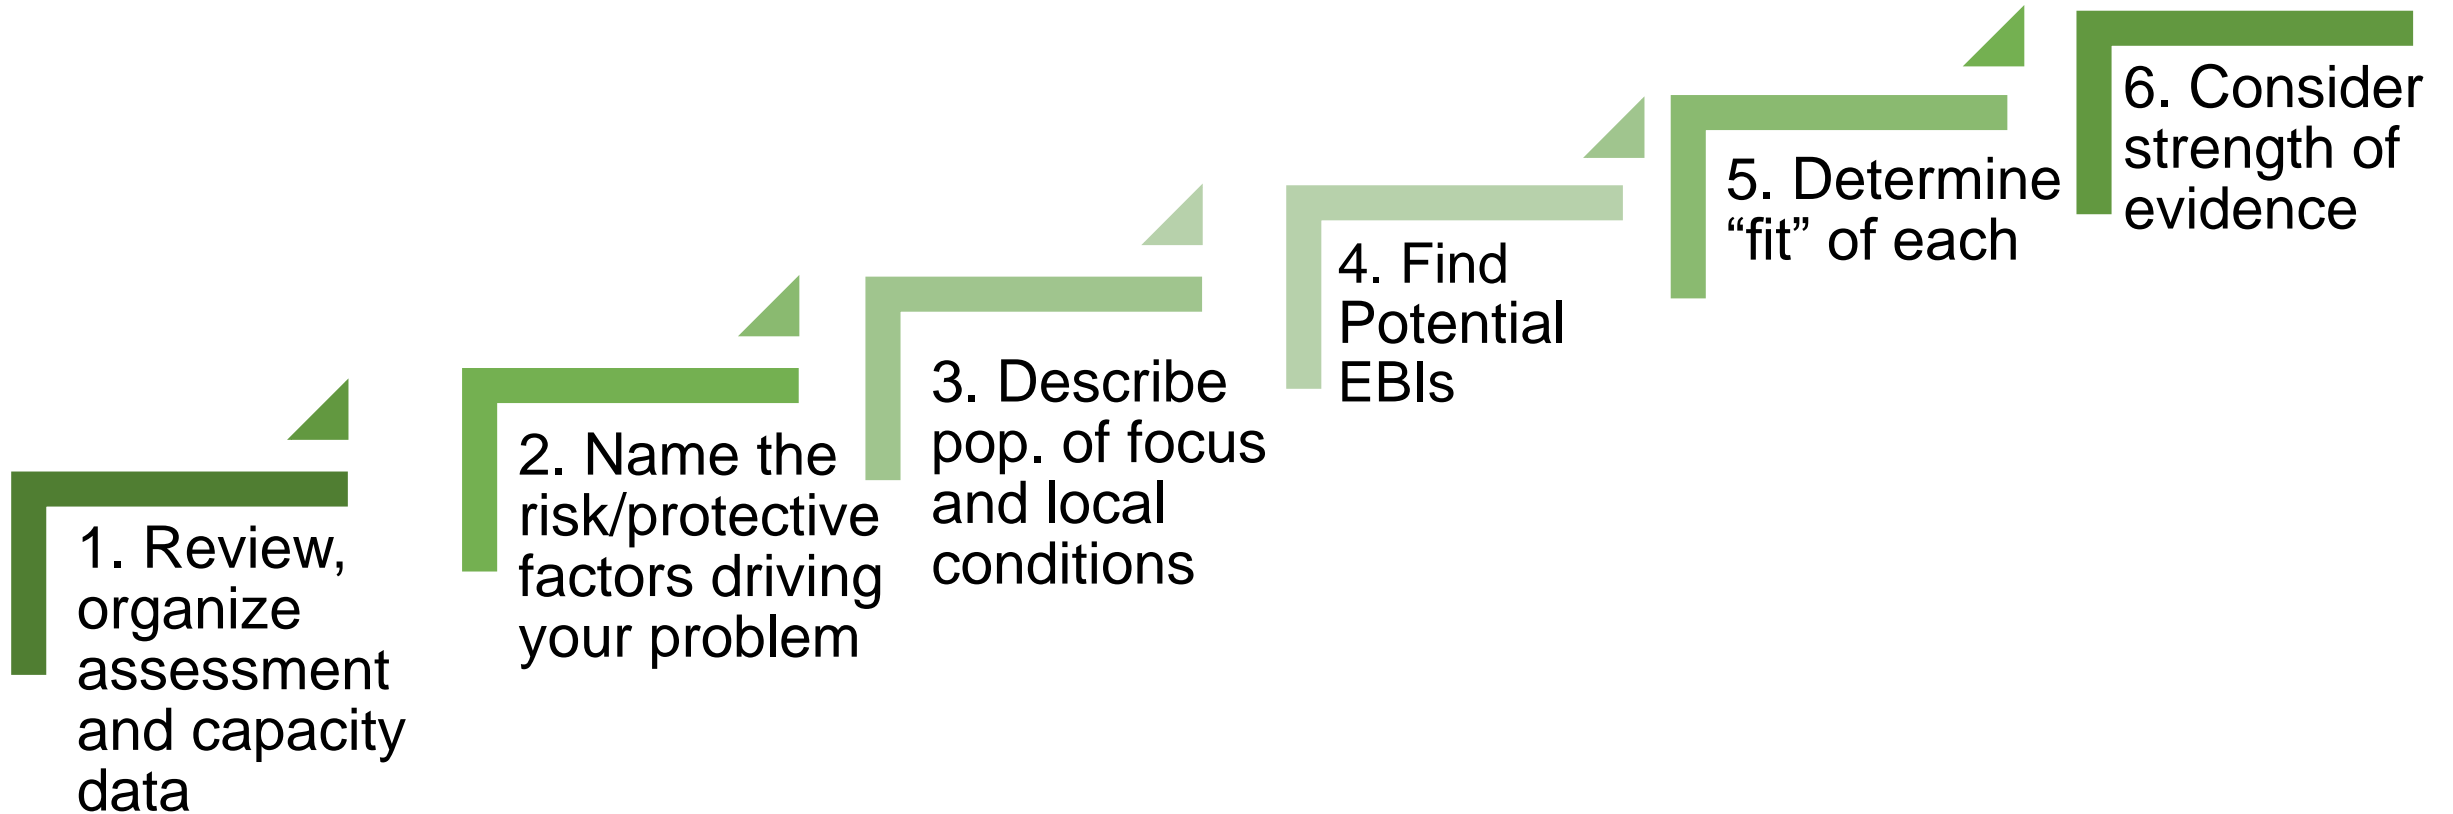 1. Review,
organize
assessment
and capacity
data
2. Name the
risk/protective
factors driving
your problem
3. Describe
pop. of focus
and local
conditions
4. Find
Potential
EBIs
5. Determine
“fit” of each
6. Consider
strength of
evidence